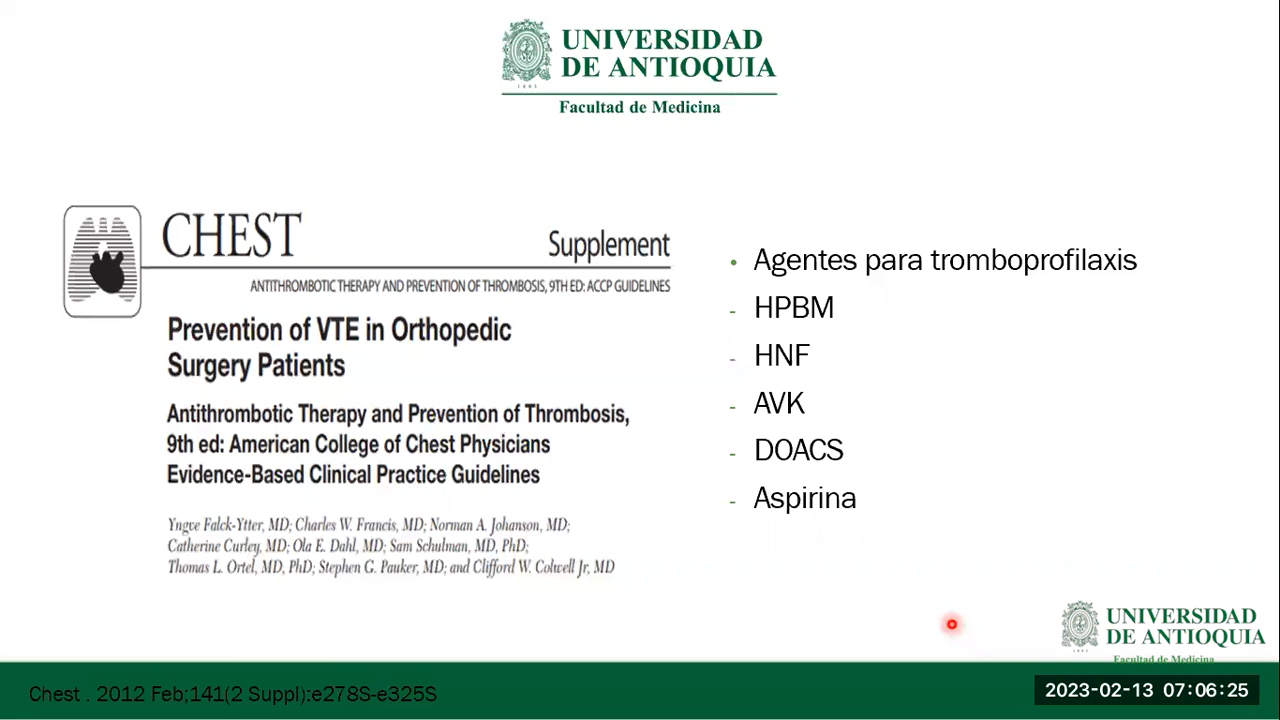 UNIVERSIDAD
DE ANTIOQUIA
1803
Facultad de Medicina
CHEST
Supplement
ANTITHROMBOTIC THERAPY AND PREVENTION OF THROMBOSIS, 9TH ED: ACCP GUIDELINES
Prevention of VTE in Orthopedic
Surgery Patients
Antithrombotic Therapy and Prevention of Thrombosis,
9th ed: American College of Chest Physicians
Evidence-Based Clinical Practice Guidelines
Yngve Falck-Ytter, MD; Charles W. Francis, MD; Norman A. Johanson, MD;
Catherine Curley, MD; Ola E. Dahl, MD; Sam Schulman, MD, PhD;
Thomas L. Ortel, MD, PhD; Stephen G. Pauker, MD; and Clifford W. Colwell Jr, MD
• Agentes para tromboprofilaxis
- HPBM
- HNF
- AVK
- DOACS
- Aspirina
UNIVERSIDAD
DE ANTIOQUIA
Facultad de Medicina
Chest . 2012 Feb;141(2 Suppl):e278S-e325S
2023-02-13 07:06:25